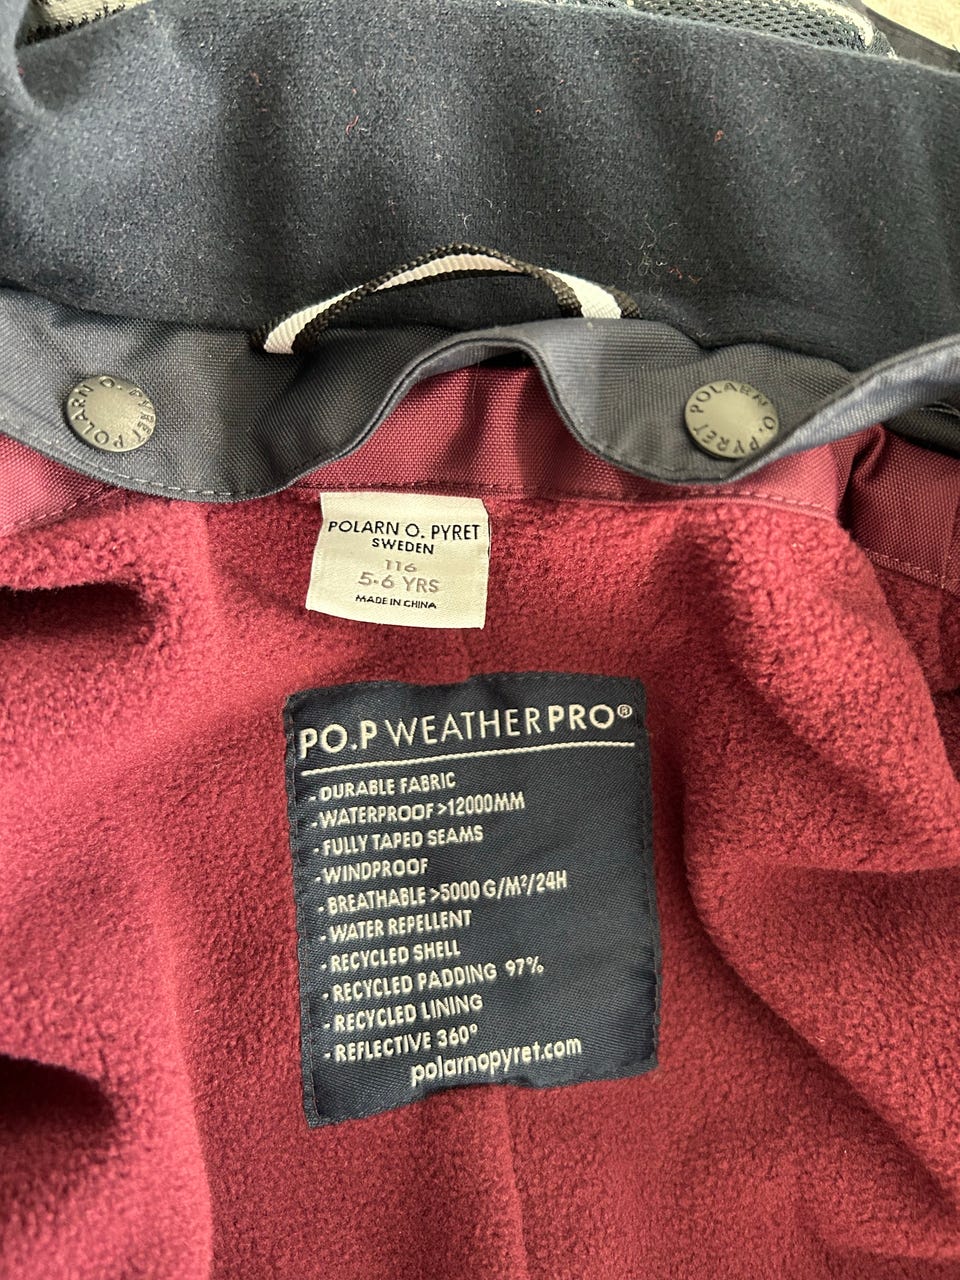 POLARN O. PYRET
POLARN O. PYRET
POLARN O. PYRET
SWEDEN
116
5-6 YRS
MADE IN CHINA
PO.P WEATHERPRO®
- DURABLE FABRIC
- WATERPROOF >12000MM
- FULLY TAPED SEAMS
- WINDPROOF
- BREATHABLE >5000 G/M²/24H
- WATER REPELLENT
- RECYCLED SHELL
- RECYCLED PADDING 97%
- RECYCLED LINING
- REFLECTIVE 360°
polarnopyret.com